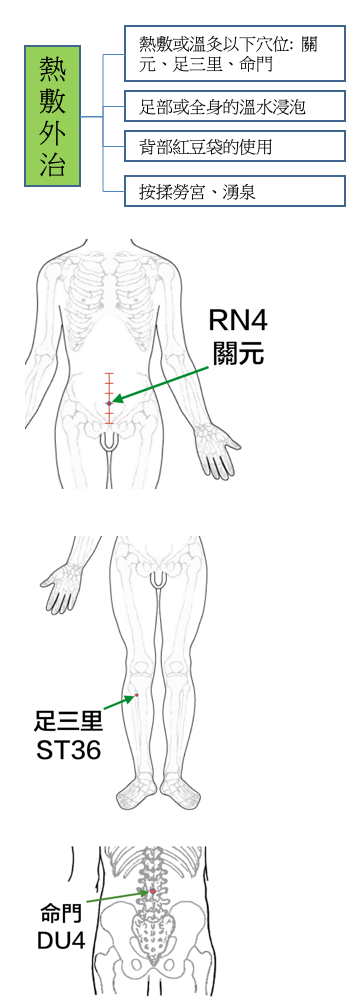 熱敷外治
熱敷或溫灸以下穴位: 關
元、足三里、命門
足部或全身的溫水浸泡
背部紅豆袋的使用
按揉勞宮、湧泉
RN4
關元
足三里
ST36
命門
DU4